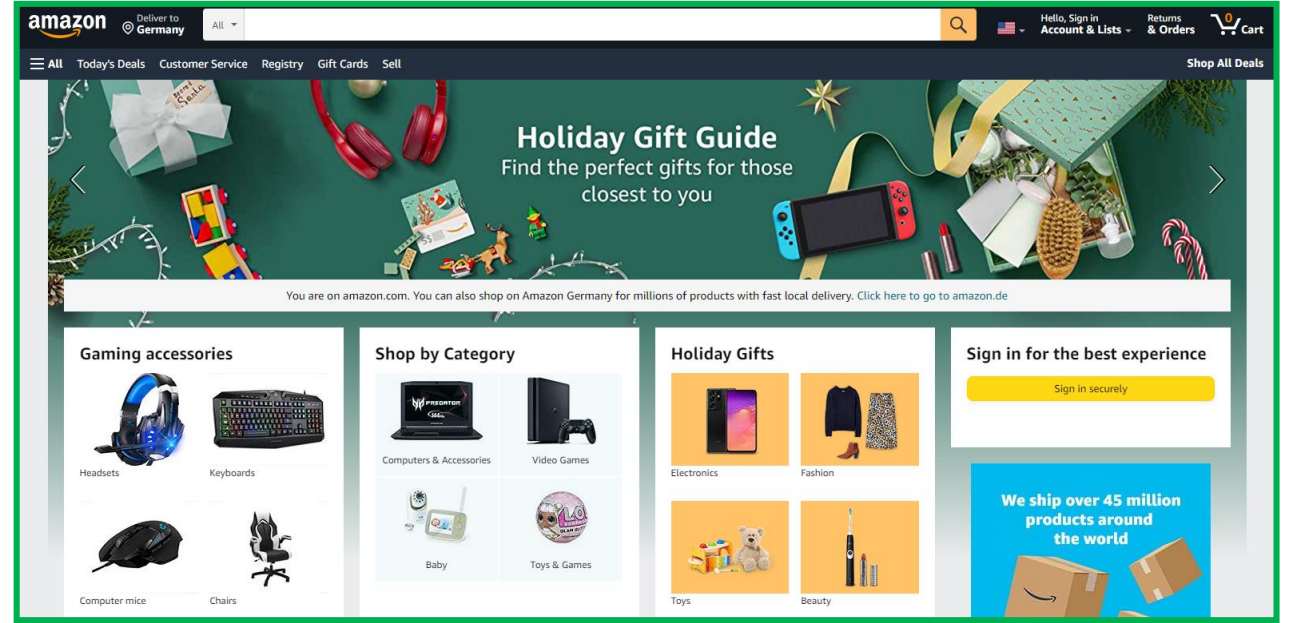 amazon
Deliver to
Germany
All
Hello, Sign in
Account & Lists
Returns
& Orders
0
Cart
All
Today's Deals
Customer Service
Registry
Gift Cards
Sell
Shop All Deals
Santa
Holiday Gift Guide
Find the perfect gifts for those
closest to you
$$
You are on amazon.com. You can also shop on Amazon Germany for millions of products with fast local delivery. Click here to go to amazon.de
Gaming accessories
Headsets
Keyboards
Computer mice
Chairs
Shop by Category
PREDATOR
Computers & Accessories
Video Games
Baby
Toys & Games
Holiday Gifts
Electronics
Fashion
Toys
Beauty
Sign in for the best experience
Sign in securely
We ship over 45 million
products around
the world